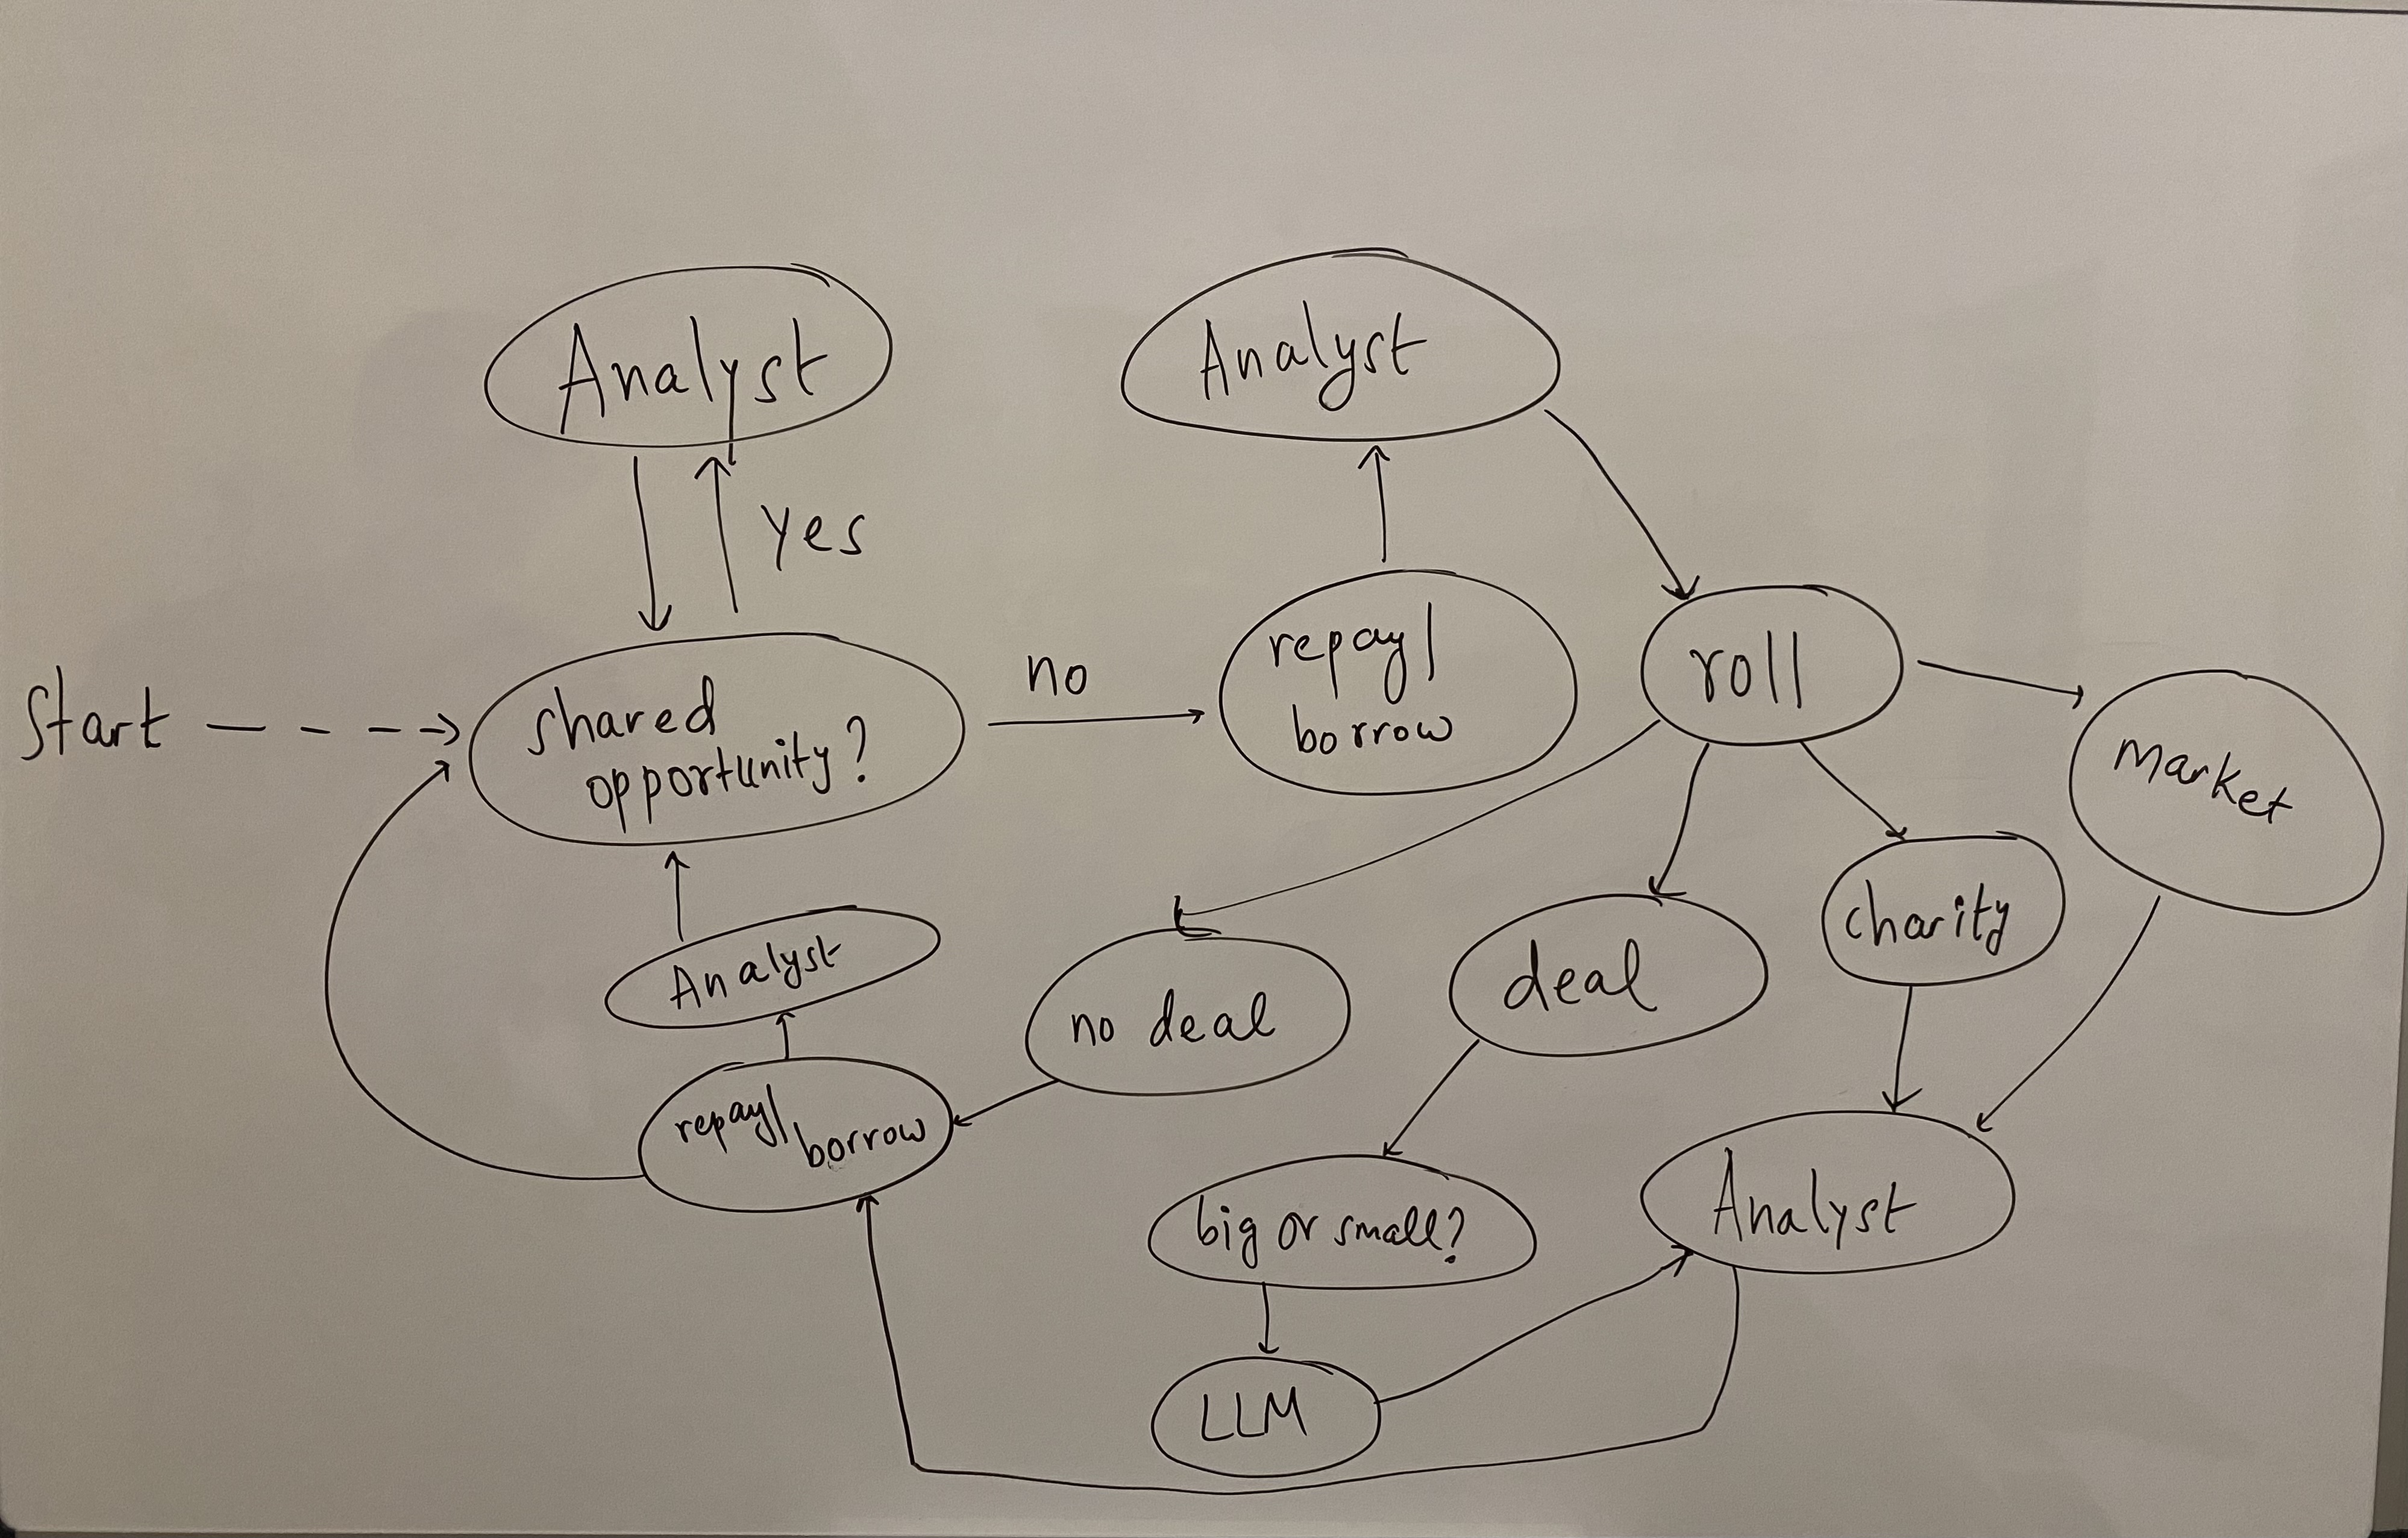 Analyst
Analyst
yes
Start
shared
opportunity?
no
repay/
borrow
roll
market
Analyst
no deal
deal
charity
repay/
borrow
big or small?
Analyst
LLM